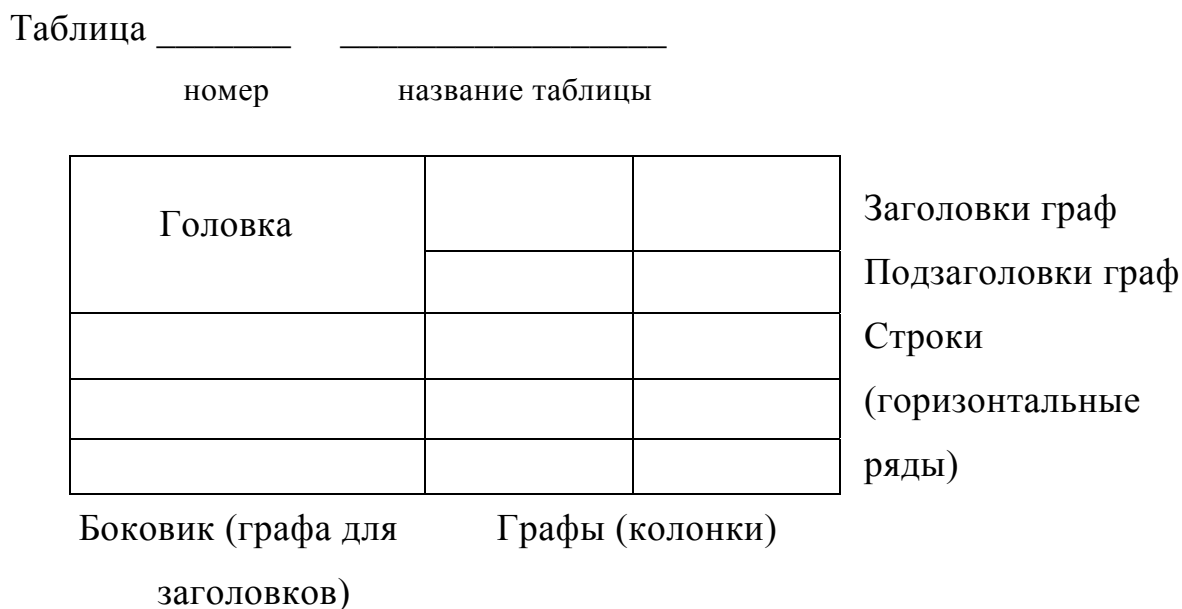 Таблица _______ _________________
номер название таблицы
Головка
Заголовки граф
Подзаголовки граф
Строки
(горизонтальные
ряды)
Боковик (графа для
заголовков)
Графы (колонки)